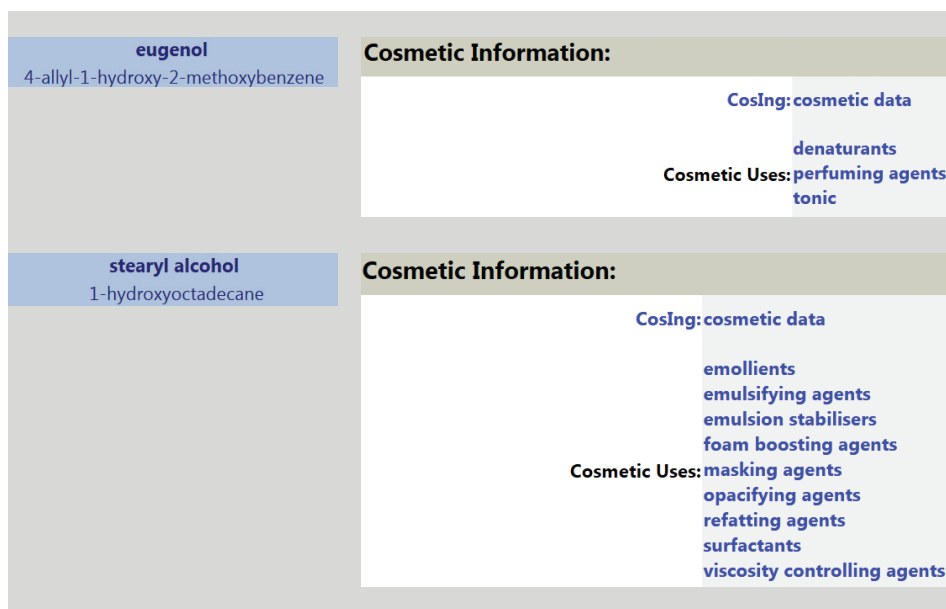 eugenol
4-allyl-1-hydroxy-2-methoxybenzene
Cosmetic Information:
CosIng: cosmetic data
denaturants
Cosmetic Uses: perfuming agents
tonic
stearyl alcohol
1-hydroxyoctadecane
Cosmetic Information:
CosIng: cosmetic data
emollients
emulsifying agents
emulsion stabilisers
foam boosting agents
Cosmetic Uses: masking agents
opacifying agents
refatting agents
surfactants
viscosity controlling agents